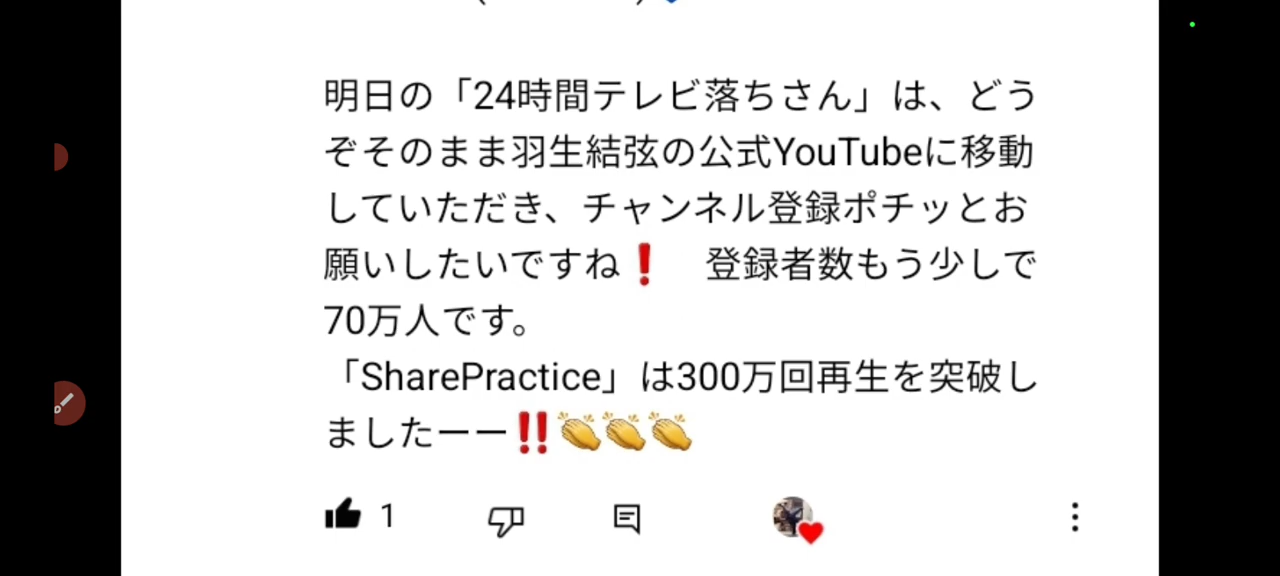 明日の「24時間テレビ落ちさん」は、どう
ぞそのまま羽生結弦の公式YouTubeに移動
していただき、チャンネル登録ポチッとお
願いしたいですね❗　登録者数もう少しで
70万人です。
「SharePractice」は300万回再生を突破し
ましたーー‼️👏👏👏
1